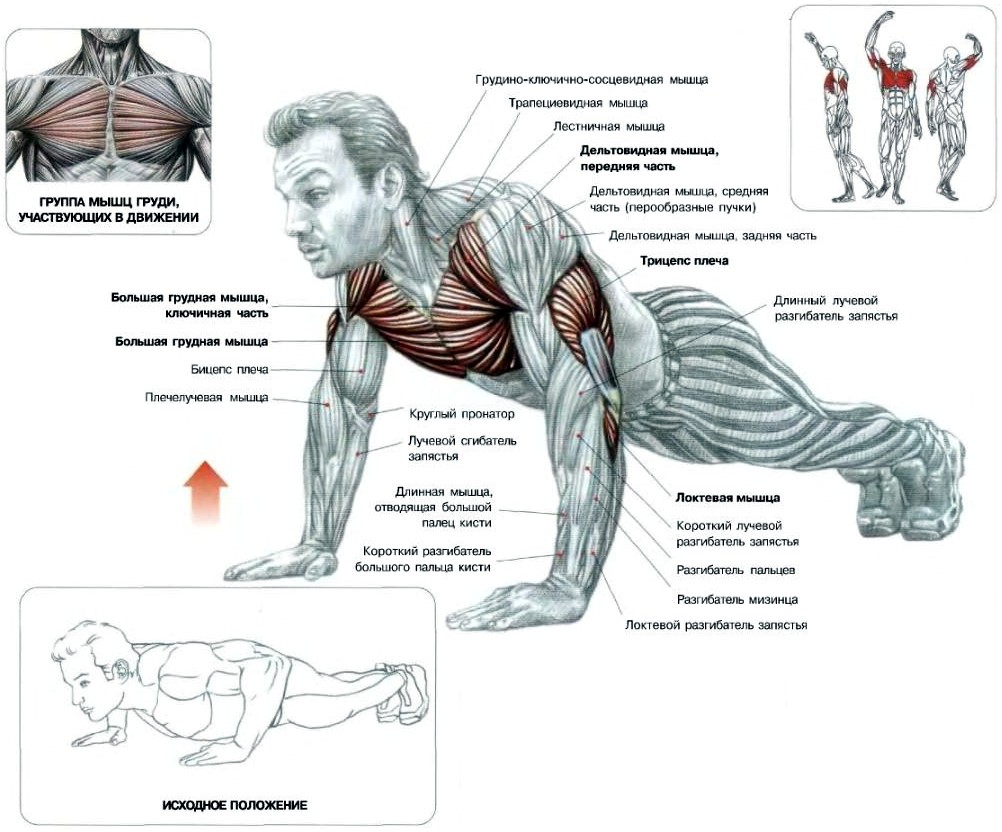 ГРУППА МЫШЦ ГРУДИ,
УЧАСТВУЮЩИХ В ДВИЖЕНИИ
Грудино-ключично-сосцевидная мышца
Трапециевидная мышца
Лестничная мышца
Дельтовидная мышца,
передняя часть
Дельтовидная мышца, средняя
часть (перообразные пучки)
Дельтовидная мышца, задняя часть
Трицепс плеча
Длинный лучевой
разгибатель запястья
Большая грудная мышца,
ключичная часть
Большая грудная мышца
Бицепс плеча
Плечелучевая мышца
Круглый пронатор
Лучевой сгибатель
запястья
Длинная мышца,
отводящая большой
палец кисти
Короткий разгибатель
большого пальца кисти
Локтевая мышца
Короткий лучевой
разгибатель запястья
Разгибатель пальцев
Разгибатель мизинца
Локтевой разгибатель запястья
ИСХОДНОЕ ПОЛОЖЕНИЕ